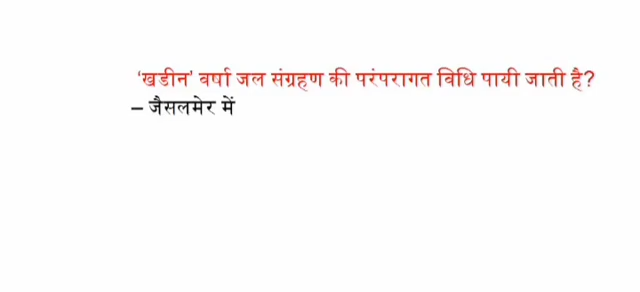 ‘खडीन’ वर्षा जल संग्रहण की परंपरागत विधि पायी जाती है?
– जैसलमेर में